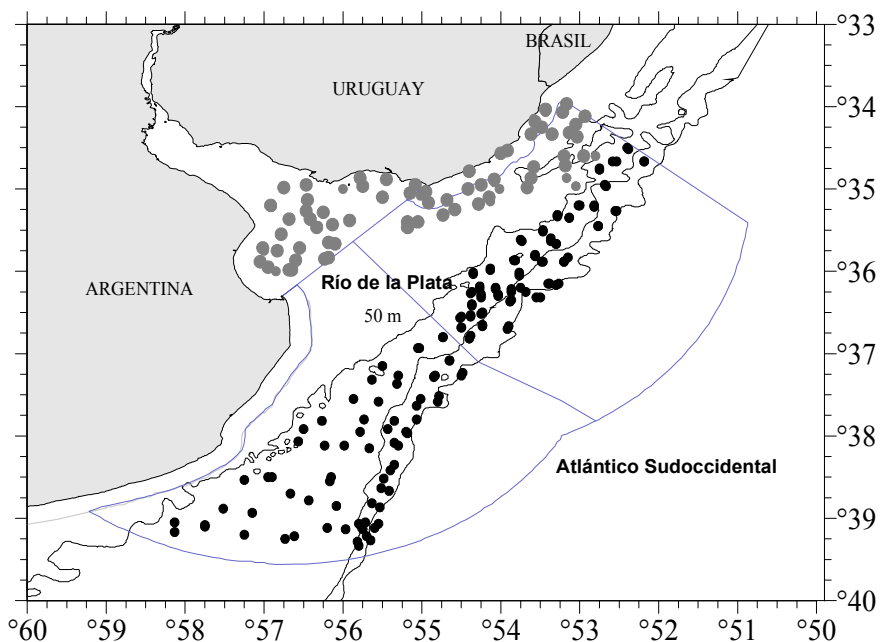 BRASIL
URUGUAY
ARGENTINA
Río de la Plata
50 m
Atlántico Sudoccidental
°33
°34
°35
°36
°37
°38
°39
°40
°60 °59 °58 °57 °56 °55 °54 °53 °52 °51 °50